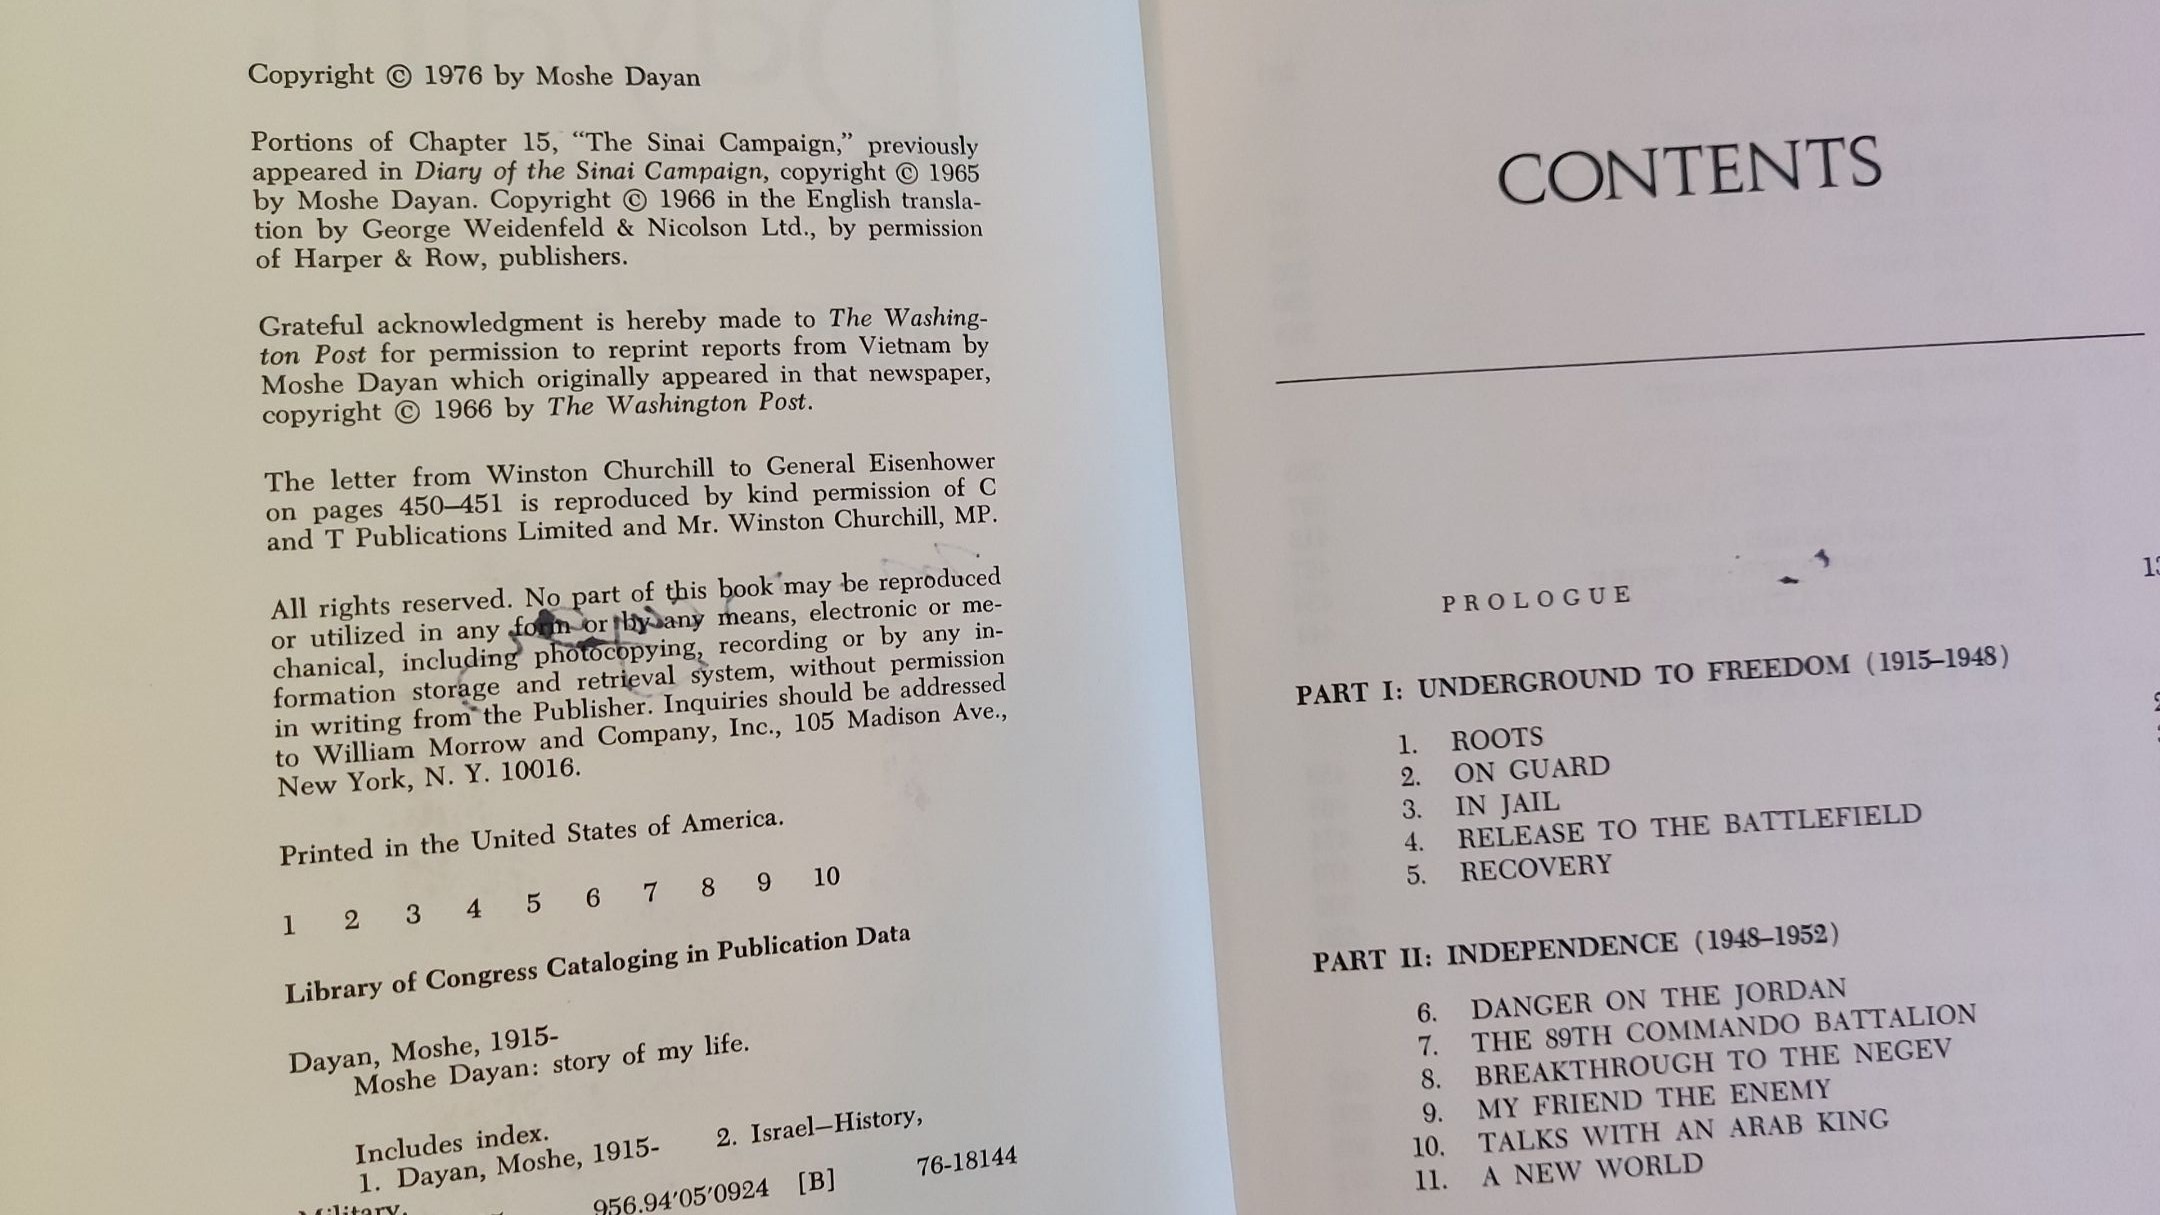 Copyright © 1976 by Moshe Dayan
Portions of Chapter 15, “The Sinai Campaign,” previously
appeared in Diary of the Sinai Campaign, copyright © 1965
by Moshe Dayan. Copyright © 1966 in the English transla-
tion by George Weidenfeld & Nicolson Ltd., by permission
of Harper & Row, publishers.
Grateful acknowledgment is hereby made to The Washing-
ton Post for permission to reprint reports from Vietnam by
Moshe Dayan which originally appeared in that newspaper,
copyright © 1966 by The Washington Post.
The letter from Winston Churchill to General Eisenhower
on pages 450–451 is reproduced by kind permission of C
and T Publications Limited and Mr. Winston Churchill, MP.
All rights reserved. No part of this book may be reproduced
or utilized in any form or by any means, electronic or me-
chanical, including photocopying, recording or by any in-
formation storage and retrieval system, without permission
in writing from the Publisher. Inquiries should be addressed
to William Morrow and Company, Inc., 105 Madison Ave.,
New York, N. Y. 10016.
Printed in the United States of America.
1 2 3 4 5 6 7 8 9 10
Library of Congress Cataloging in Publication Data
Dayan, Moshe, 1915-
Moshe Dayan: story of my life.
Includes index.
1. Dayan, Moshe, 1915- 2. Israel—History,
Military.
956.94′05′0924 [B] 76-18144
CONTENTS
PROLOGUE
PART I: UNDERGROUND TO FREEDOM (1915–1948)
1. ROOTS
2. ON GUARD
3. IN JAIL
4. RELEASE TO THE BATTLEFIELD
5. RECOVERY
PART II: INDEPENDENCE (1948–1952)
6. DANGER ON THE JORDAN
7. THE 89TH COMMANDO BATTALION
8. BREAKTHROUGH TO THE NEGEV
9. MY FRIEND THE ENEMY
10. TALKS WITH AN ARAB KING
11. A NEW WORLD